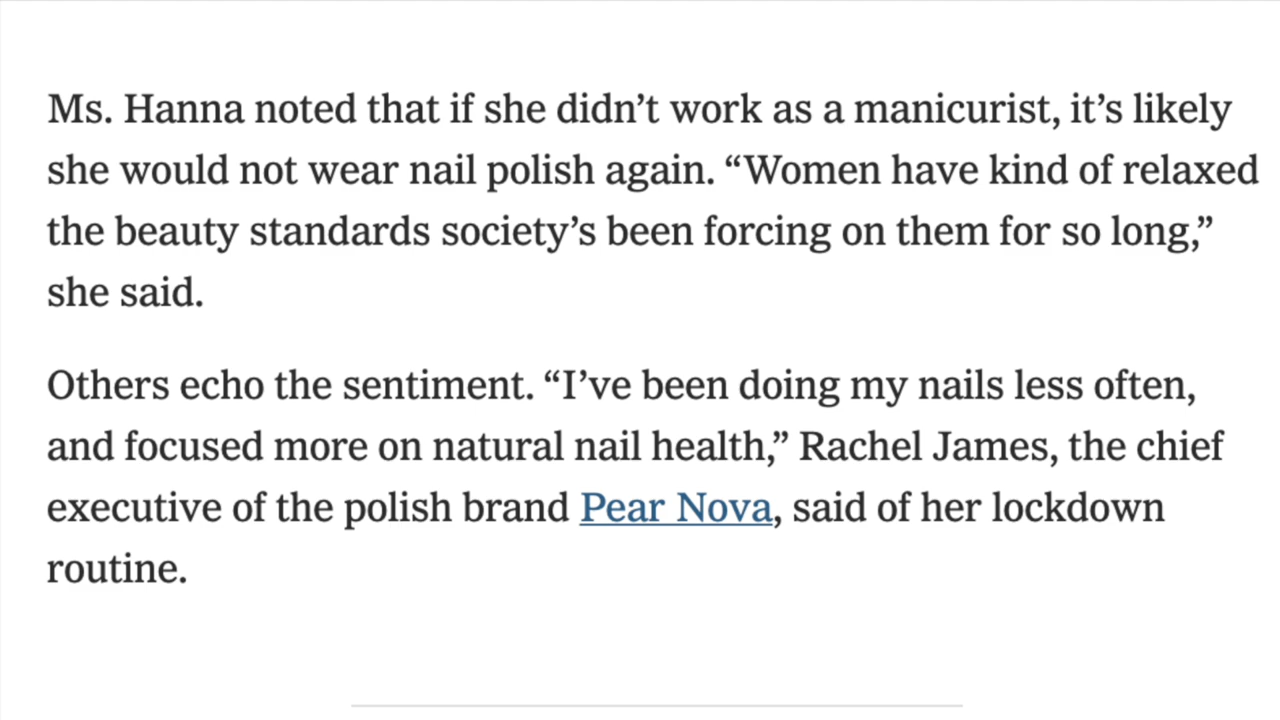 Ms. Hanna noted that if she didn’t work as a manicurist, it’s likely
she would not wear nail polish again. “Women have kind of relaxed
the beauty standards society’s been forcing on them for so long,”
she said.
Others echo the sentiment. “I’ve been doing my nails less often,
and focused more on natural nail health,” Rachel James, the chief
executive of the polish brand Pear Nova, said of her lockdown
routine.